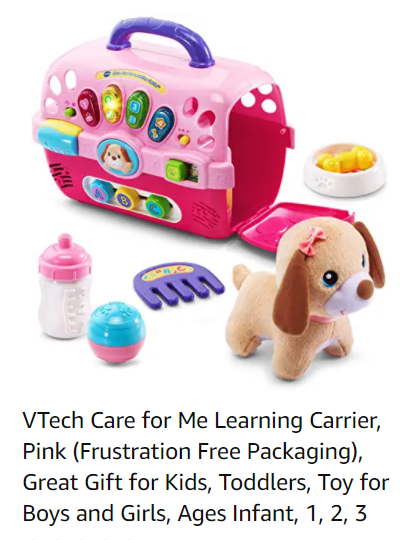 VTech Care for Me Learning Carrier,
Pink (Frustration Free Packaging),
Great Gift for Kids, Toddlers, Toy for
Boys and Girls, Ages Infant, 1, 2, 3